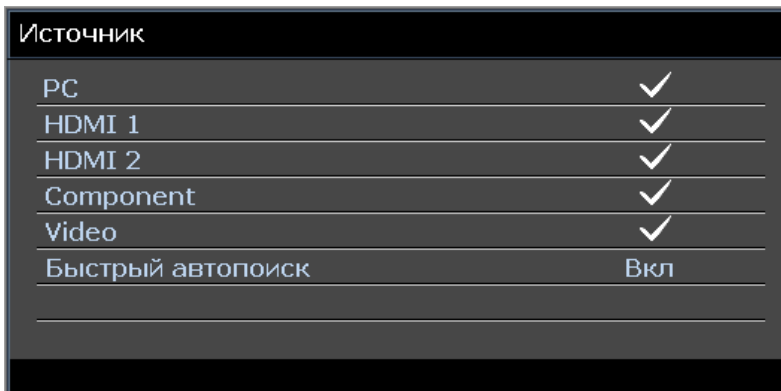 Источник
PC ✓
HDMI 1 ✓
HDMI 2 ✓
Component ✓
Video ✓
Быстрый автопоиск Вкл